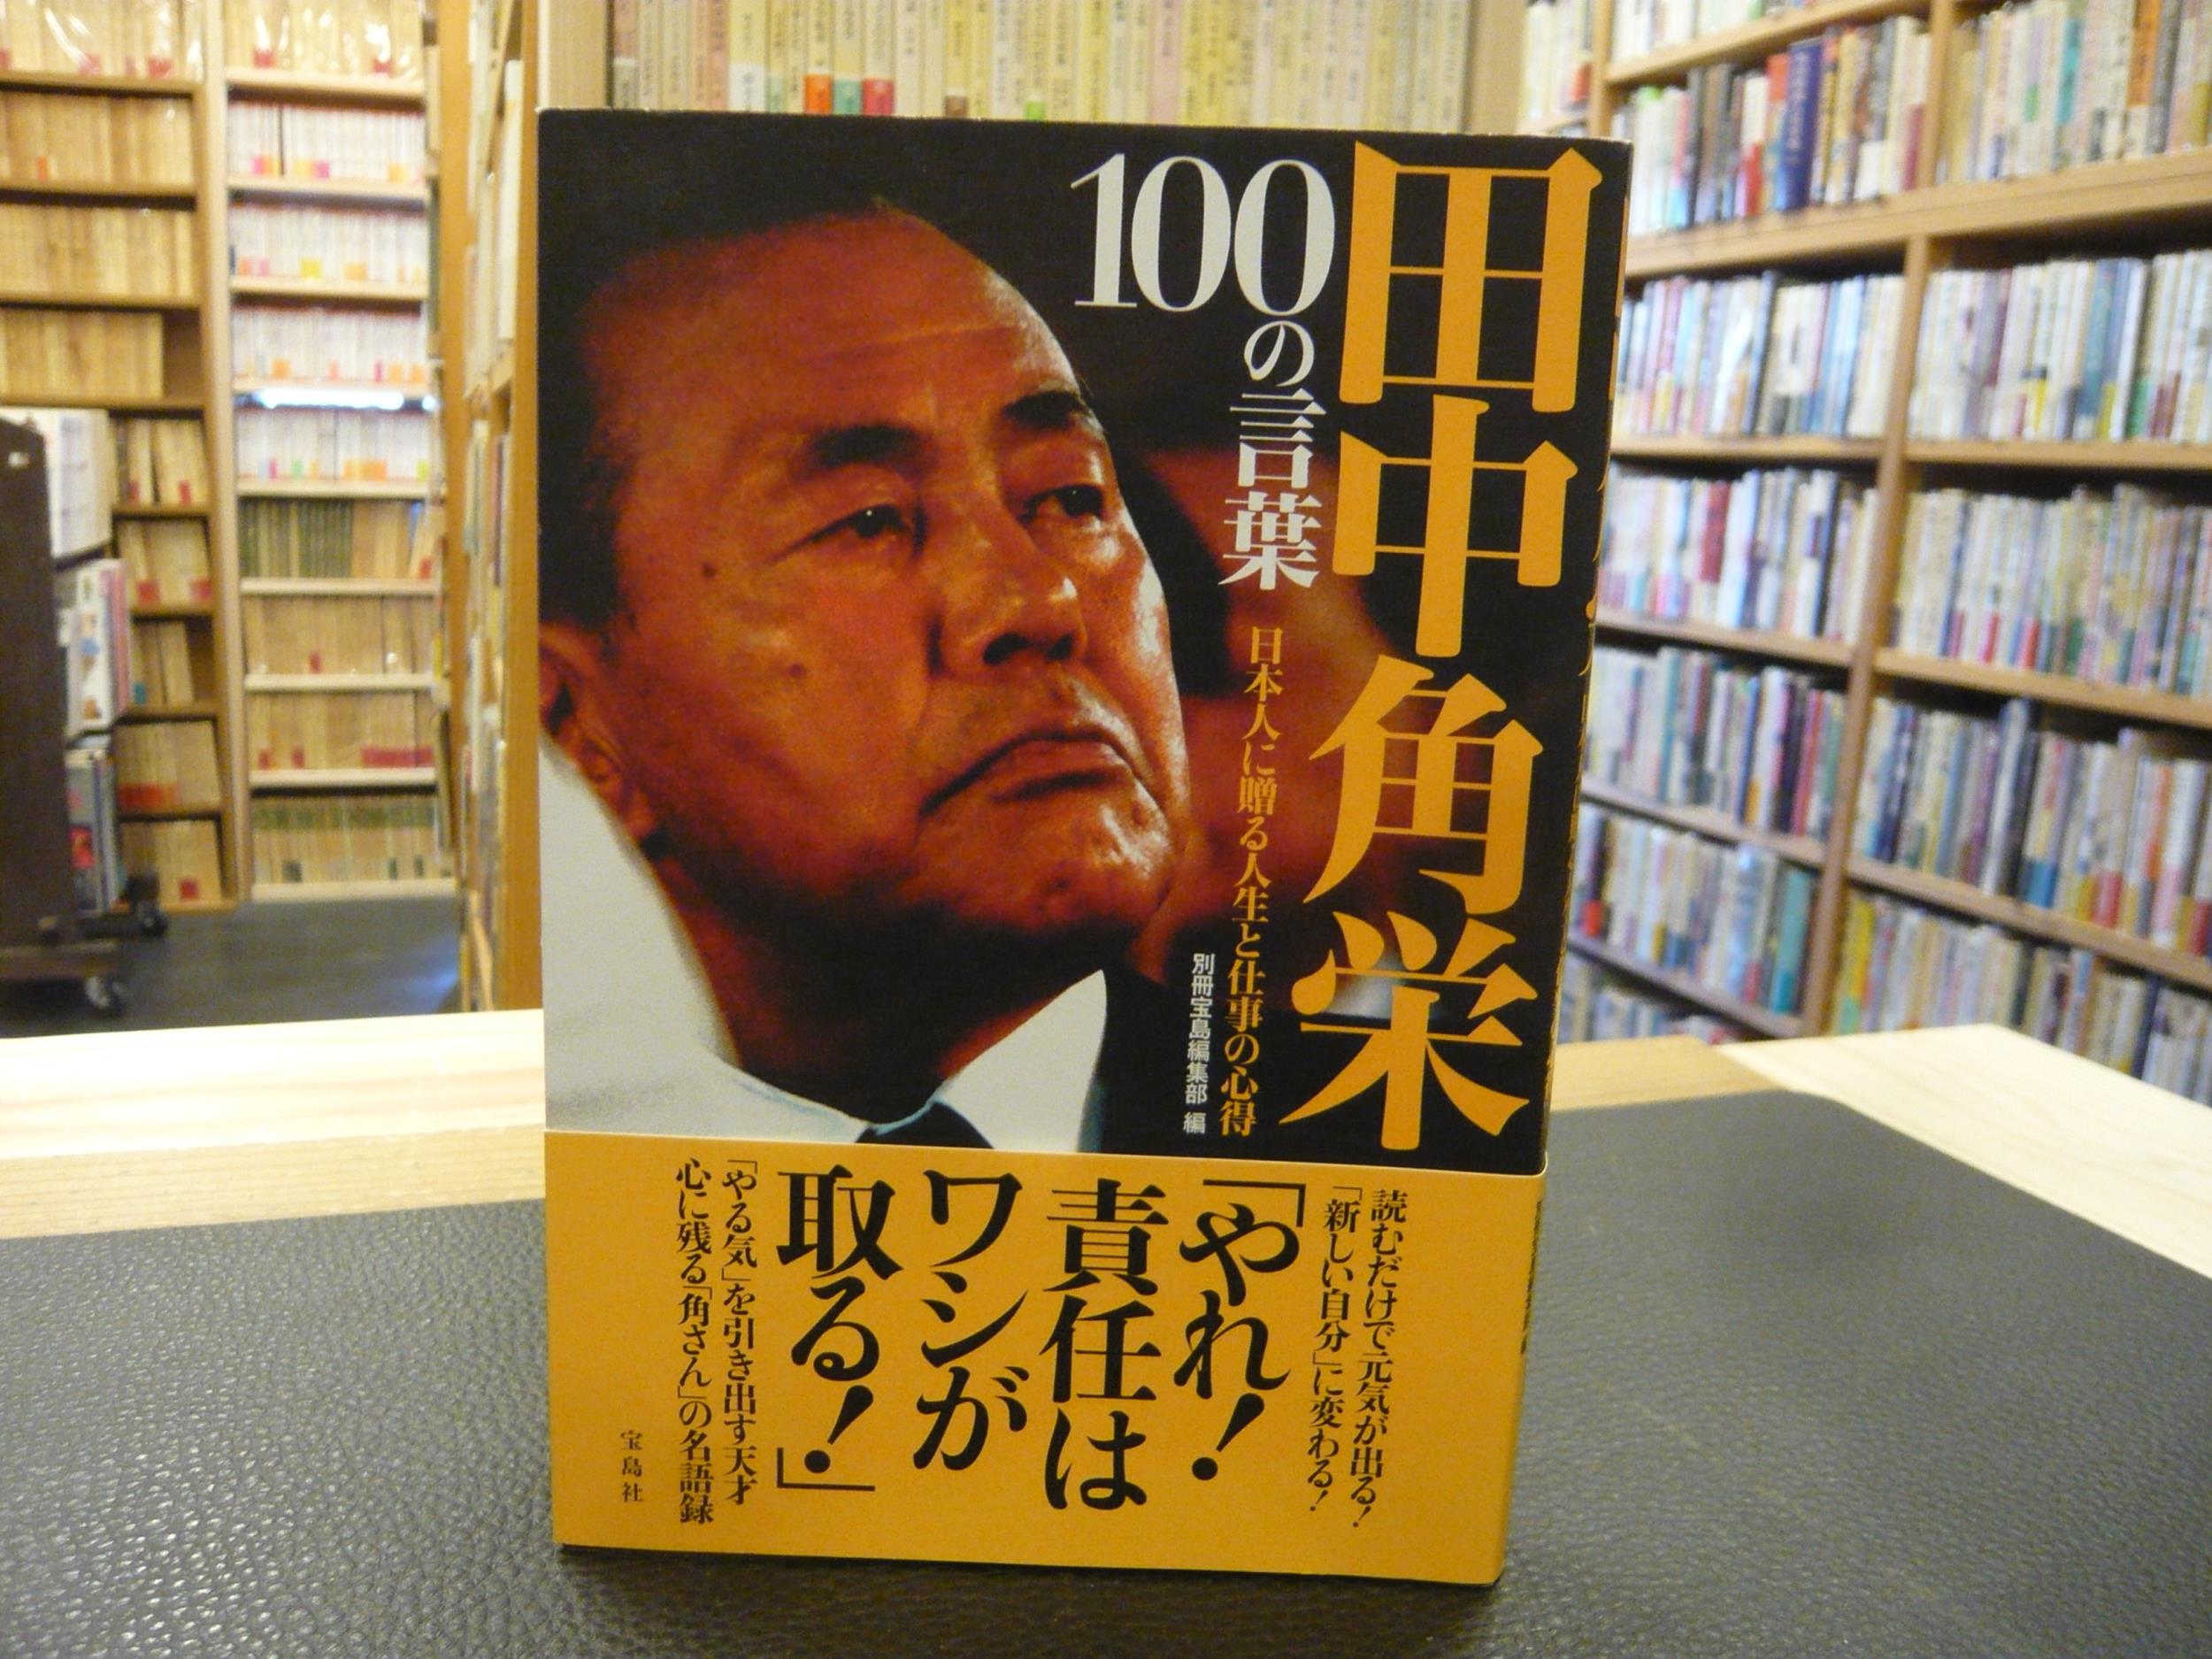 田中角栄
100の言葉
日本人に贈る人生と仕事の心得
別冊宝島編集部 編
読むだけで元気が出る!
「新しい自分」に変わる!
「やれ!
責任は
ワシが
取る!」
「やる気」を引き出す天才
心に残る「角さん」の名語録
宝島社